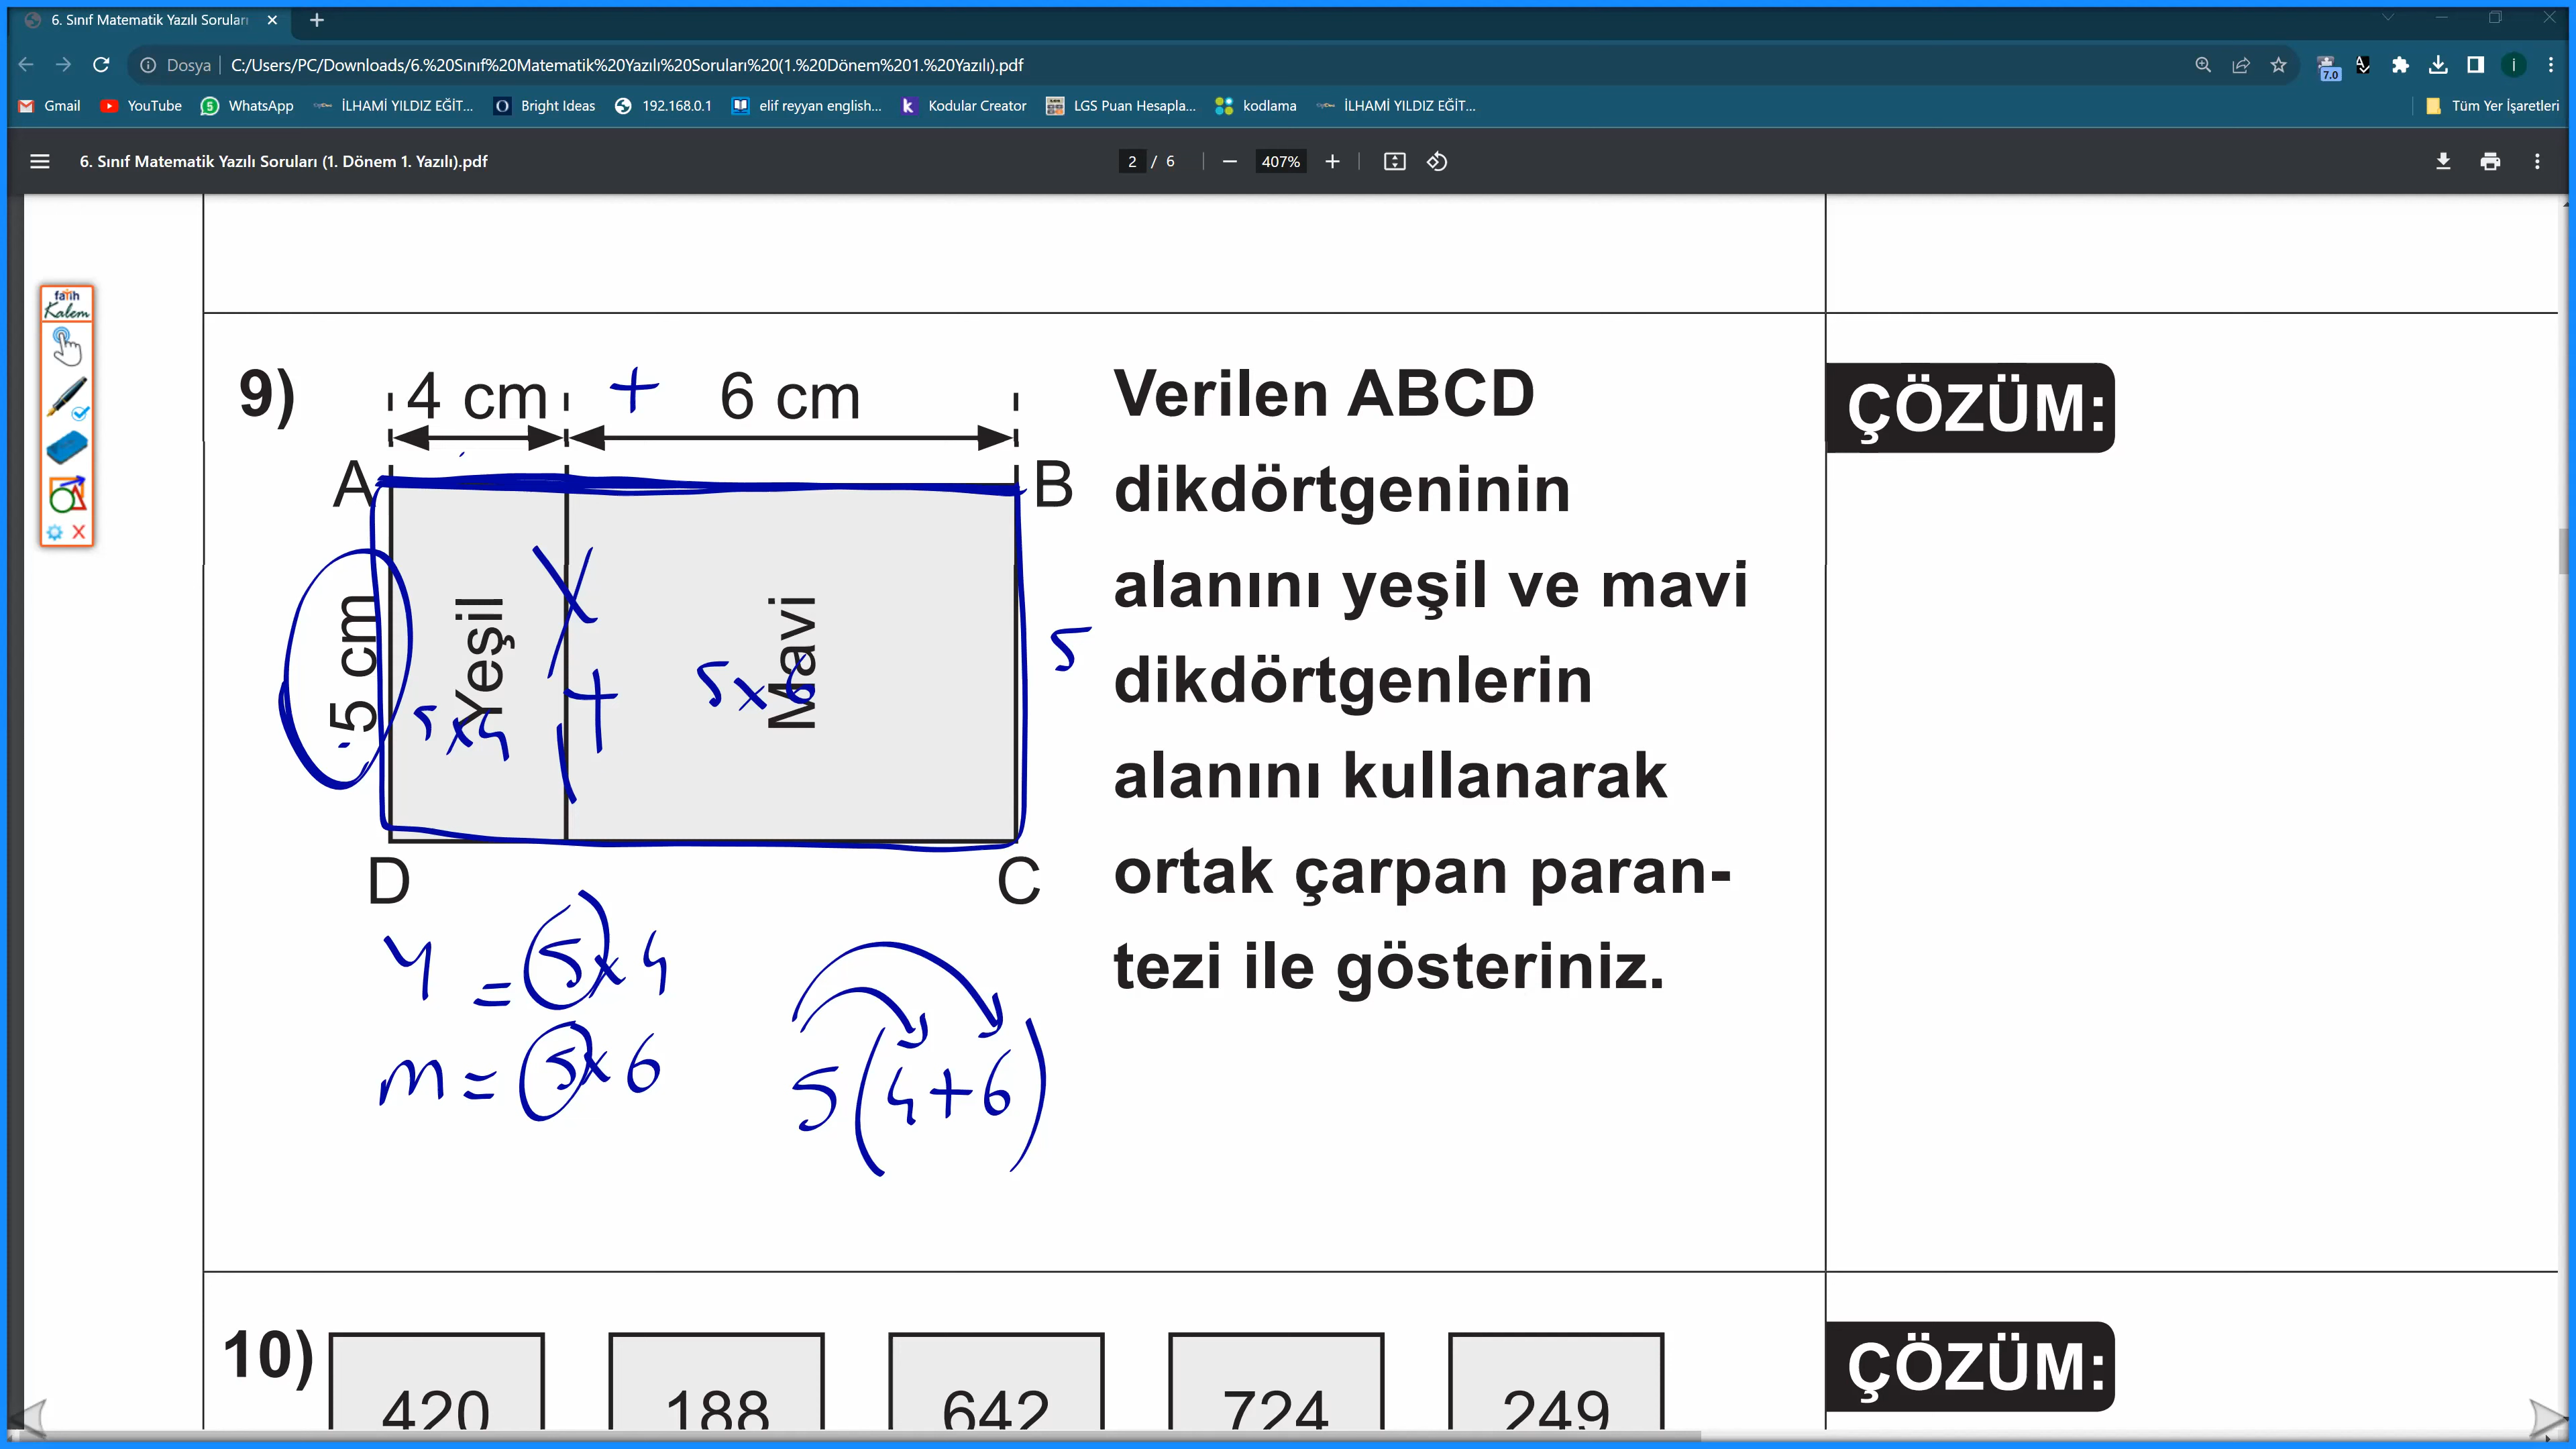 6. Sınıf Matematik Yazılı Soruları
Dosya C:/Users/PC/Downloads/6.%20Sınıf%20Matematik%20Yazılı%20Soruları%20(1.%20Dönem%201.%20Yazılı).pdf
7.0
i
Gmail YouTube WhatsApp İLHAMİ YILDIZ EĞİT... Bright Ideas 192.168.0.1 elif reyyan english... Kodular Creator LGS Puan Hesapla... kodlama İLHAMİ YILDIZ EĞİT... Tüm Yer İşaretleri
6. Sınıf Matematik Yazılı Soruları (1. Dönem 1. Yazılı).pdf 2 / 6 407%
fatih
Kalem
9) 4 cm + 6 cm
A B
5 cm Yeşil Mavi 5
5x4 + 5x6
D C
Y = 5x4
m = 5x6
5(4+6)
Verilen ABCD
dikdörtgeninin
alanını yeşil ve mavi
dikdörtgenlerin
alanını kullanarak
ortak çarpan paran-
tezi ile gösteriniz.
ÇÖZÜM:
10) 420 188 642 724 249
ÇÖZÜM: